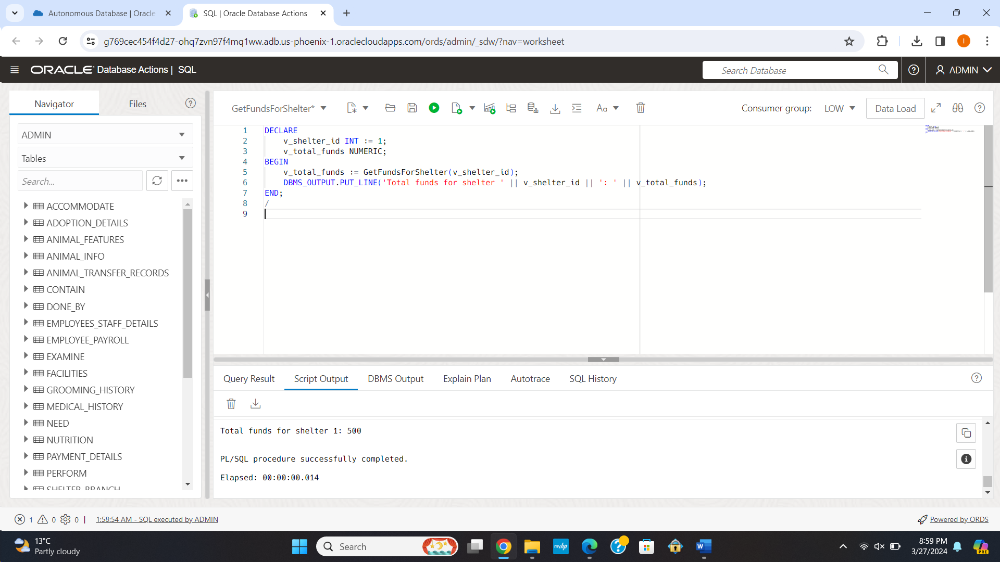 Autonomous Database | Oracle
SQL | Oracle Database Actions
g769cec454f4d27-ohq7zvn97f4mq1ww.adb.us-phoenix-1.oraclecloudapps.com/ords/admin/_sdw/?nav=worksheet
I
ORACLE Database Actions | SQL
Search Database
ADMIN
Navigator
Files
ADMIN
Tables
Search...
ACCOMMODATE
ADOPTION_DETAILS
ANIMAL_FEATURES
ANIMAL_INFO
ANIMAL_TRANSFER_RECORDS
CONTAIN
DONE_BY
EMPLOYEES_STAFF_DETAILS
EMPLOYEE_PAYROLL
EXAMINE
FACILITIES
GROOMING_HISTORY
MEDICAL_HISTORY
NEED
NUTRITION
PAYMENT_DETAILS
PERFORM
SHELTER_BRANCH
GetFundsForShelter*
Aa
Consumer group: LOW
Data Load
1 DECLARE
2 v_shelter_id INT := 1;
3 v_total_funds NUMERIC;
4 BEGIN
5 v_total_funds := GetFundsForShelter(v_shelter_id);
6 DBMS_OUTPUT.PUT_LINE('Total funds for shelter ' || v_shelter_id || ': ' || v_total_funds);
7 END;
8 /
9
Query Result
Script Output
DBMS Output
Explain Plan
Autotrace
SQL History
Total funds for shelter 1: 500
PL/SQL procedure successfully completed.
Elapsed: 00:00:00.014
1 0 0 | 1:58:54 AM - SQL executed by ADMIN
Powered by ORDS
13°C
Partly cloudy
Search
myhp
W
8:59 PM
3/27/2024
PRE